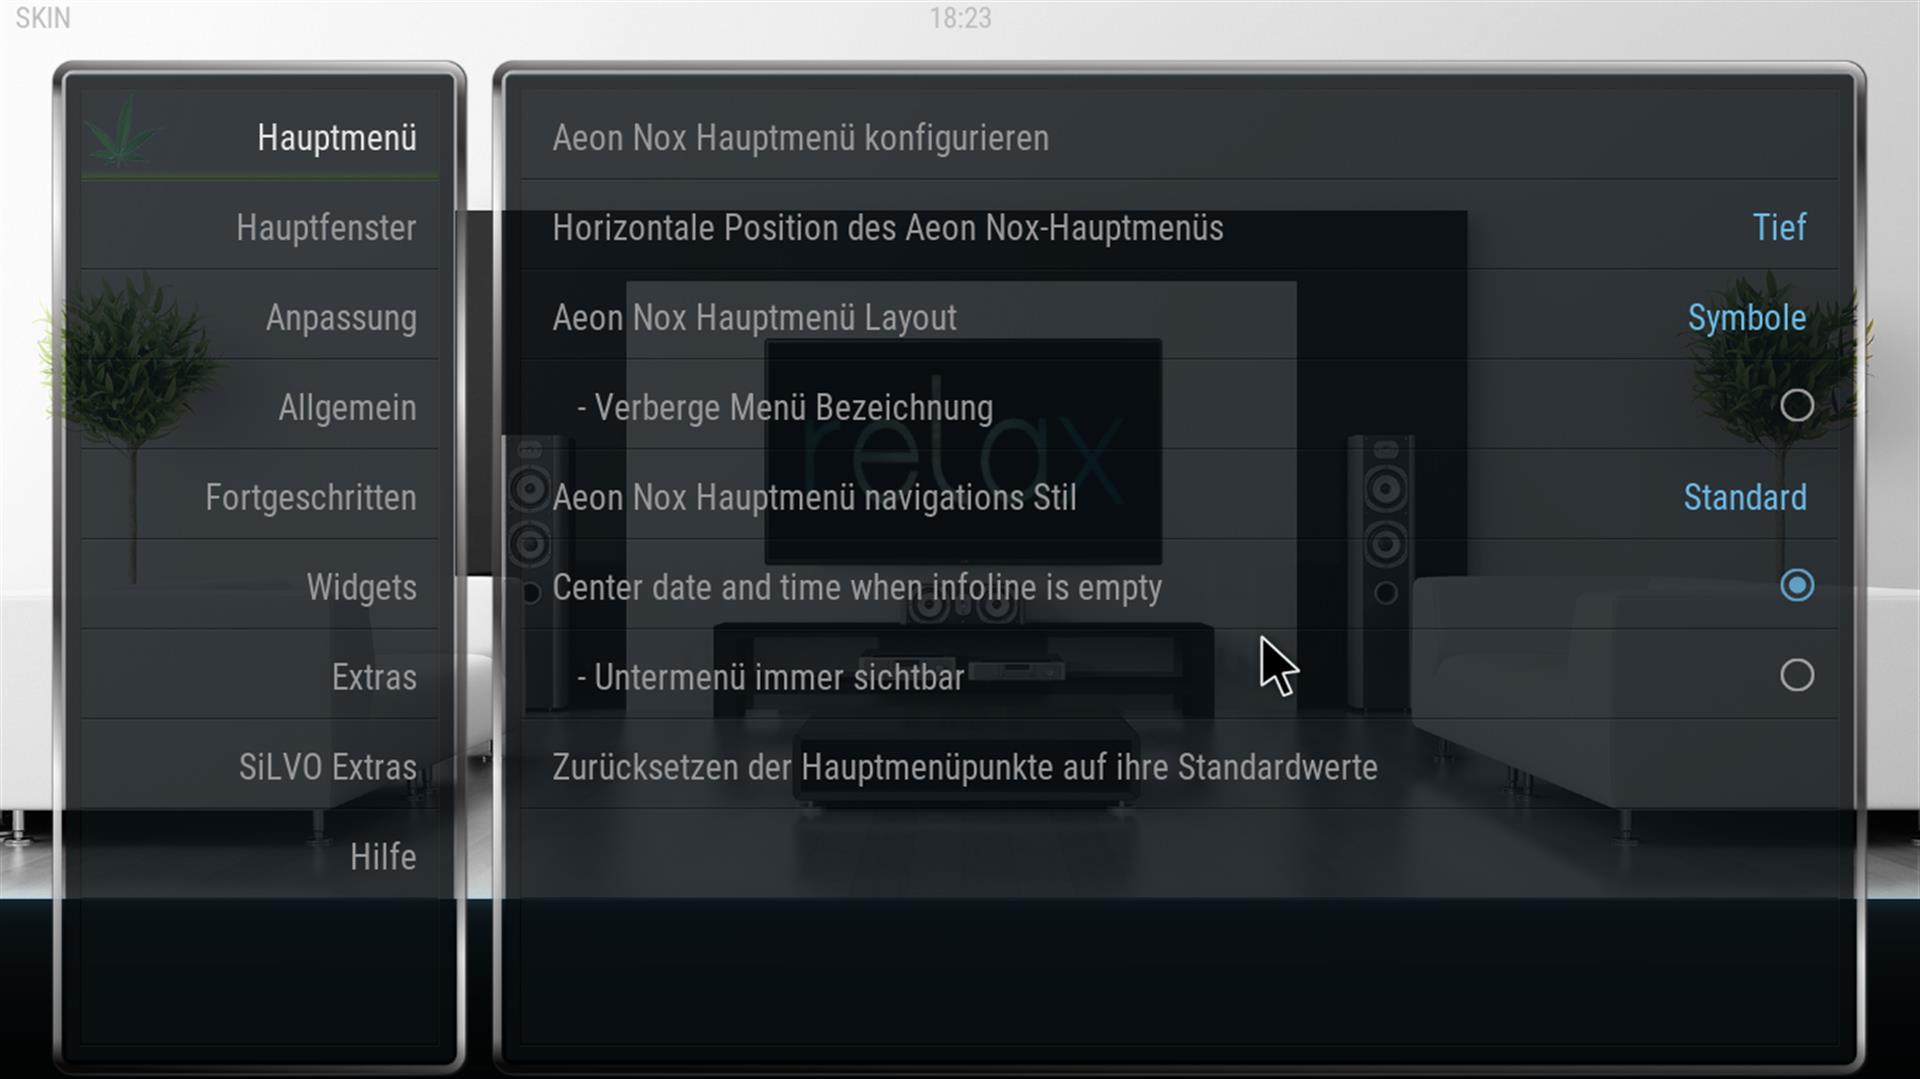 SKIN
18:23
Hauptmenü
Hauptfenster
Anpassung
Allgemein
Fortgeschritten
Widgets
Extras
SiLVO Extras
Hilfe
Aeon Nox Hauptmenü konfigurieren
Horizontale Position des Aeon Nox-Hauptmenüs Tief
Aeon Nox Hauptmenü Layout Symbole
- Verberge Menü Bezeichnung
relax
Aeon Nox Hauptmenü navigations Stil Standard
Center date and time when infoline is empty
- Untermenü immer sichtbar
Zurücksetzen der Hauptmenüpunkte auf ihre Standardwerte